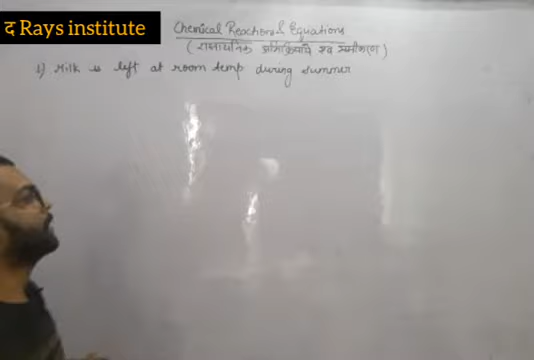 द Rays institute
Chemical Reactions & Equations
(रासायनिक अभिक्रियाएँ एवं समीकरण)
1) Milk is left at room temp during summer